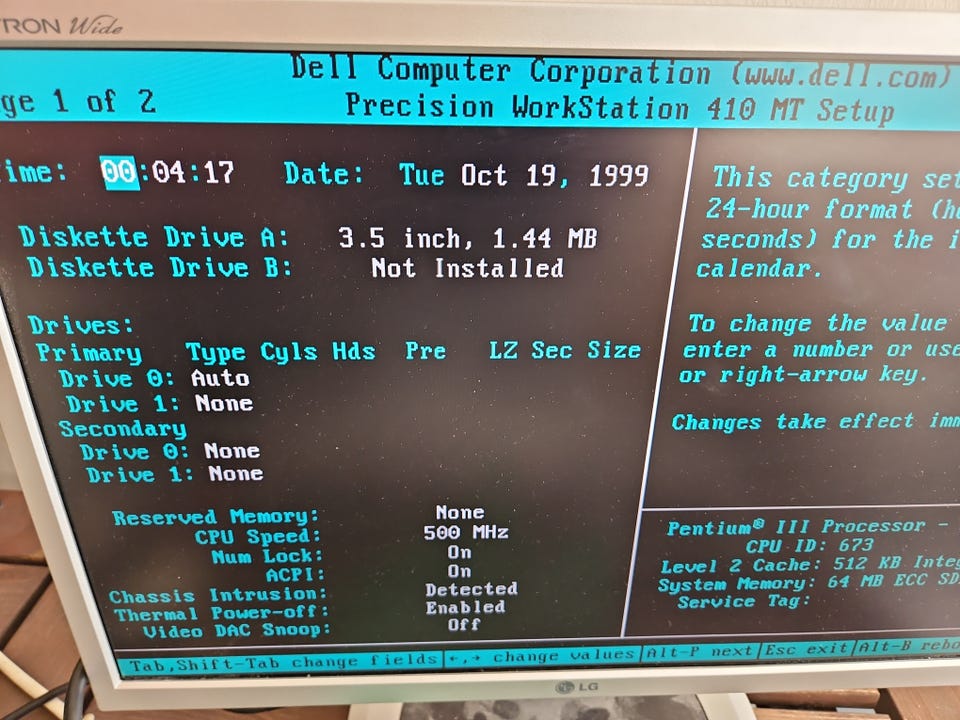 TRON Wide
Dell Computer Corporation (www.dell.com)
ge 1 of 2 Precision WorkStation 410 MT Setup
ime: 00:04:17 Date: Tue Oct 19, 1999
Diskette Drive A: 3.5 inch, 1.44 MB
Diskette Drive B: Not Installed
Drives:
Primary Type Cyls Hds Pre LZ Sec Size
Drive 0: Auto
Drive 1: None
Secondary
Drive 0: None
Drive 1: None
Reserved Memory: None
CPU Speed: 500 MHz
Num Lock: On
ACPI: On
Chassis Intrusion: Detected
Thermal Power-off: Enabled
Video DAC Snoop: Off
This category set
24-hour format (h
seconds) for the i
calendar.
To change the value
enter a number or use
or right-arrow key.
Changes take effect imm
Pentium® III Processor -
CPU ID: 673
Level 2 Cache: 512 KB Integ
System Memory: 64 MB ECC SD
Service Tag:
Tab,Shift-Tab change fields ←,→ change values Alt-P next Esc exit Alt-B rebo
LG